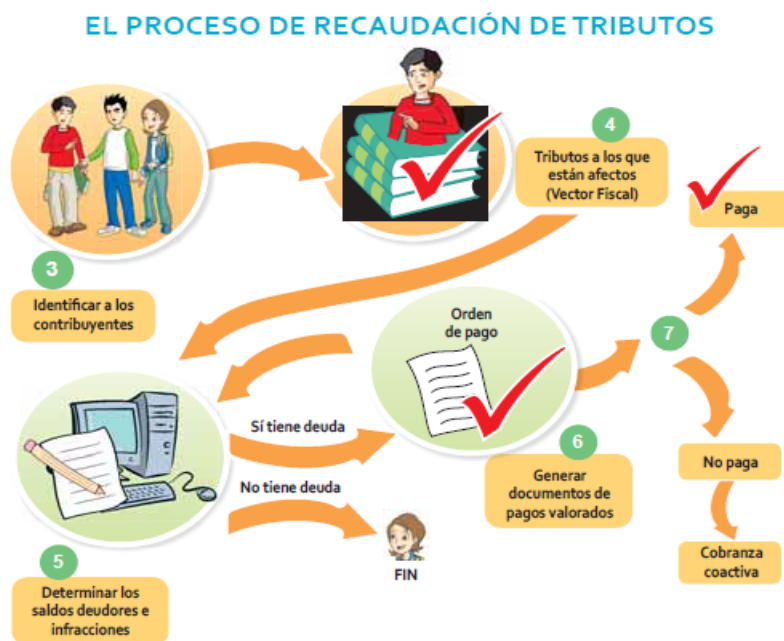 EL PROCESO DE RECAUDACIÓN DE TRIBUTOS
3
Identificar a los
contribuyentes
4
Tributos a los que
están afectos
(Vector Fiscal)
Paga
Orden
de pago
7
Sí tiene deuda
No tiene deuda
FIN
6
Generar
documentos de
pagos valorados
No paga
Cobranza
coactiva
5
Determinar los
saldos deudores e
infracciones